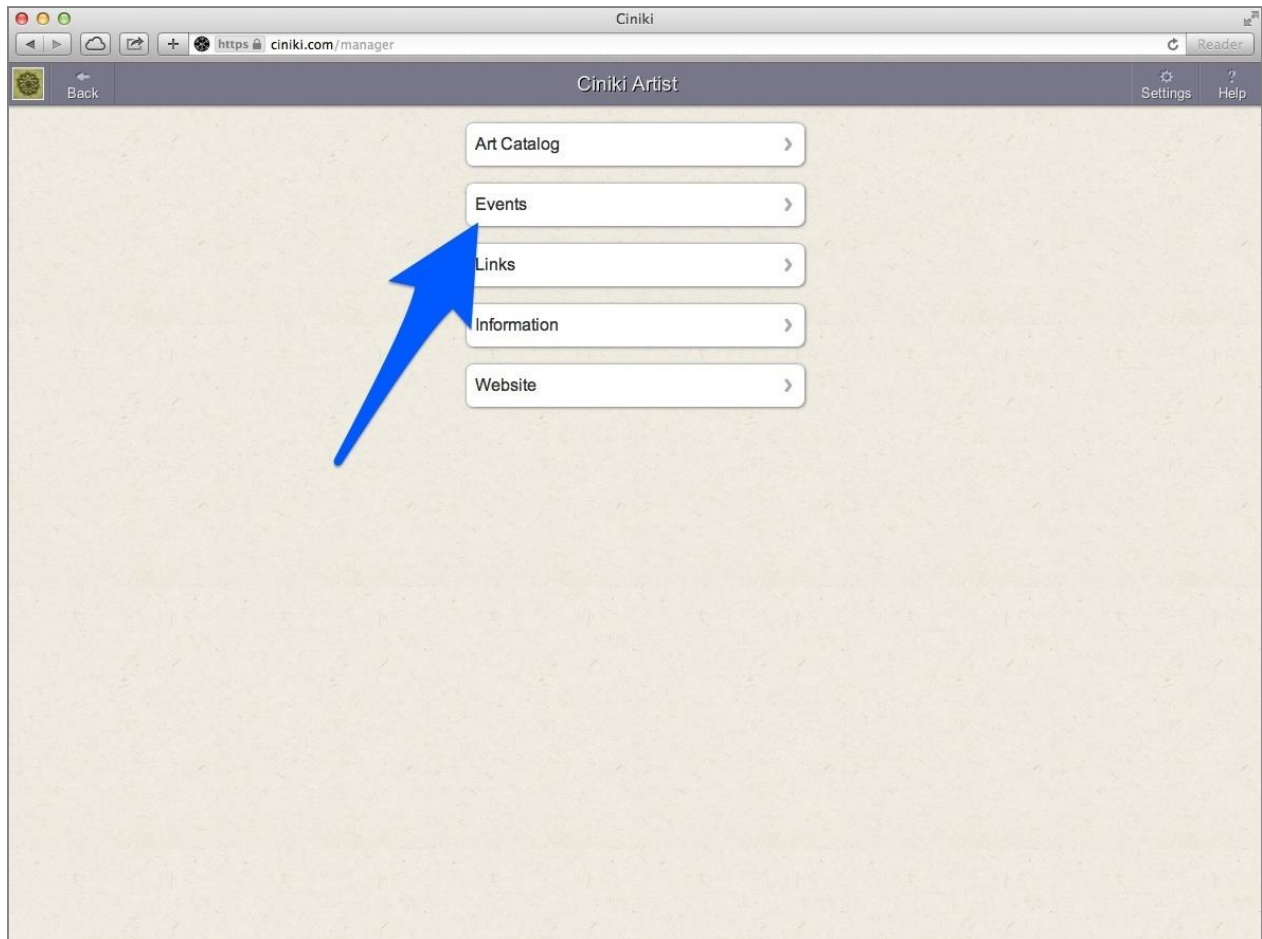 Ciniki
https ciniki.com/manager
Reader
Back
Ciniki Artist
Settings
? Help
Art Catalog
Events
Links
Information
Website